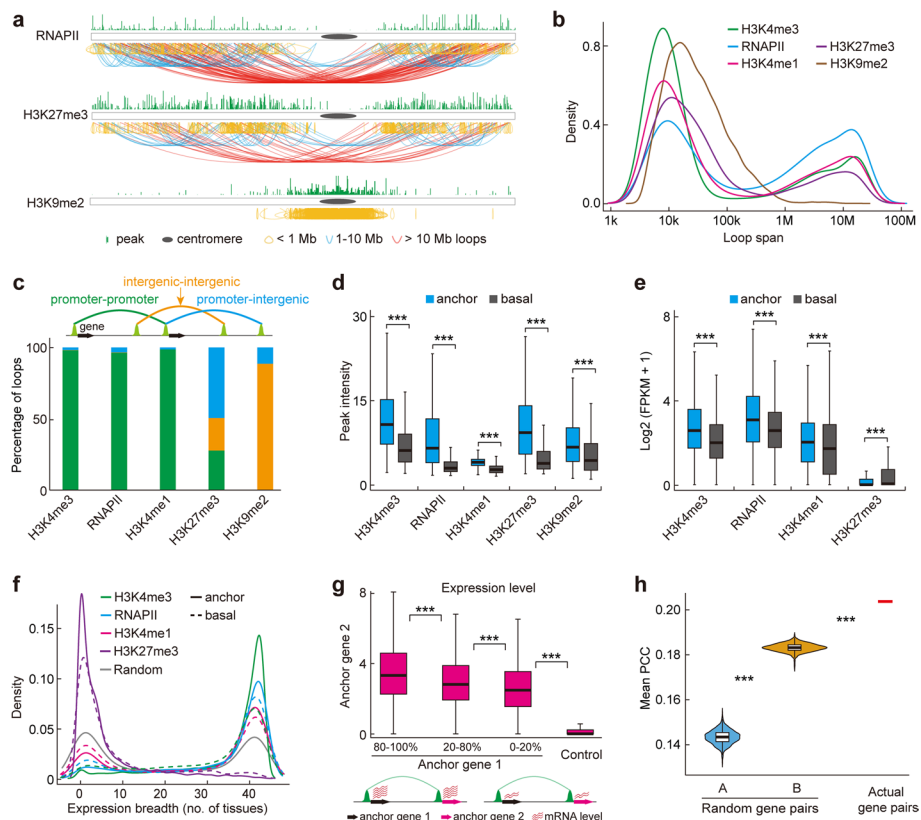 a
RNAPII
H3K27me3
H3K9me2
peak centromere < 1 Mb 1-10 Mb > 10 Mb loops
b
H3K4me3
RNAPII
H3K4me1
H3K27me3
H3K9me2
Density
0.8
0.4
0.0
1k 10k 100k 1M 10M 100M
Loop span
c
intergenic-intergenic
promoter-promoter promoter-intergenic
gene
Percentage of loops
100
50
0
H3K4me3 RNAPII H3K4me1 H3K27me3 H3K9me2
d
anchor basal
Peak intensity
30
15
0
*** *** *** *** ***
H3K4me3 RNAPII H3K4me1 H3K27me3 H3K9me2
e
anchor basal
Log2 (FPKM + 1)
8
6
4
2
0
*** *** *** ***
H3K4me3 RNAPII H3K4me1 H3K27me3
f
H3K4me3 anchor
RNAPII basal
H3K4me1
H3K27me3
Random
Density
0.15
0.10
0.05
0.00
0 10 20 30 40
Expression breadth (no. of tissues)
g
Expression level
Anchor gene 2
8
4
0
*** *** ***
80-100% 20-80% 0-20% Control
Anchor gene 1
anchor gene 1 anchor gene 2 mRNA level
h
Mean PCC
0.20
0.18
0.16
0.14
*** ***
A B Actual
Random gene pairs gene pairs